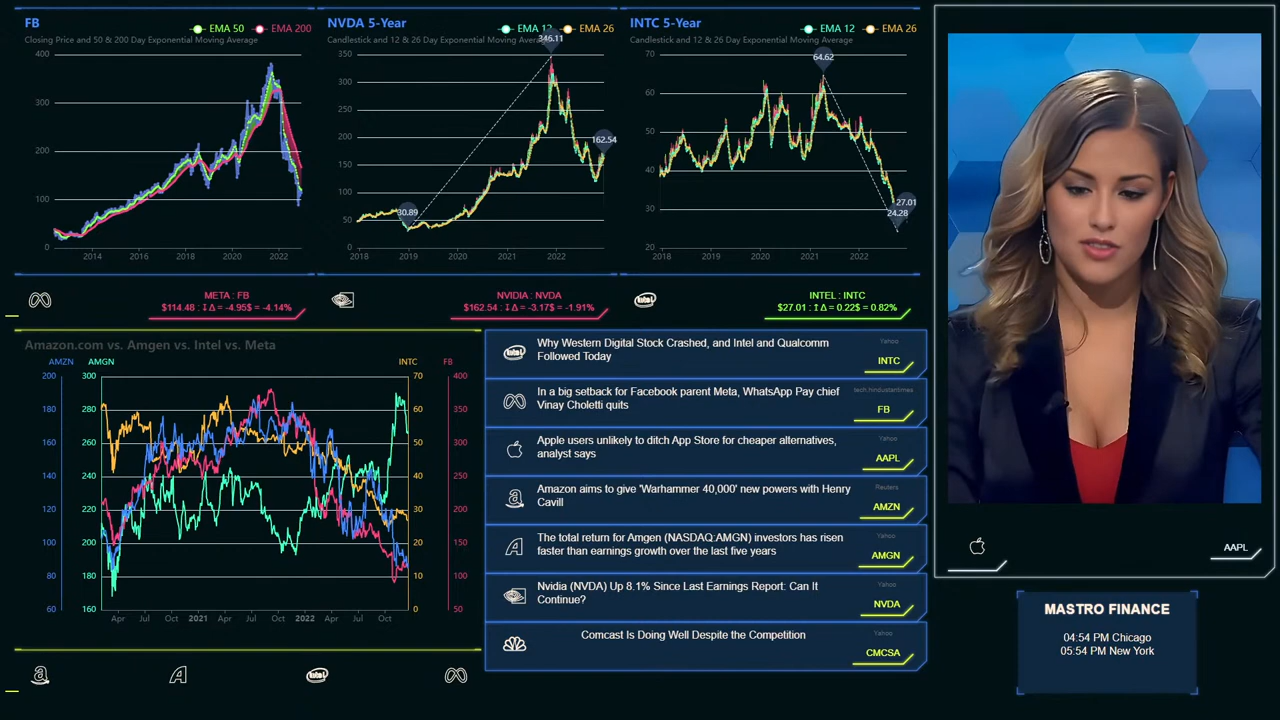 FB
EMA 50
EMA 200
Closing Price and 50 & 200 Day Exponential Moving Average
400
300
200
100
0
2014
2016
2018
2020
2022
NVDA 5-Year
EMA 12
EMA 26
Candlestick and 12 & 26 Day Exponential Moving Average
346.11
350
300
250
200
150
100
50
0
162.54
30.89
2018
2019
2020
2021
2022
INTC 5-Year
EMA 12
EMA 26
Candlestick and 12 & 26 Day Exponential Moving Average
70
60
50
40
30
20
64.62
27.01
24.28
2018
2019
2020
2021
2022
META : FB
$114.48 : ↧Δ = -4.95$ = -4.14%
NVIDIA : NVDA
$162.54 : ↧Δ = -3.17$ = -1.91%
intel
INTEL : INTC
$27.01 : ↥Δ = 0.22$ = 0.82%
Amazon.com vs. Amgen vs. Intel vs. Meta
AMZN
AMGN
INTC
FB
200
180
160
140
120
100
80
60
300
280
260
240
220
200
180
160
70
60
50
40
30
20
10
0
400
350
300
250
200
150
100
50
Apr
Jul
Oct
2021
Apr
Jul
Oct
2022
Apr
Jul
Oct
a
intel
intel
Why Western Digital Stock Crashed, and Intel and Qualcomm
Followed Today
Yahoo
INTC
In a big setback for Facebook parent Meta, WhatsApp Pay chief
Vinay Choletti quits
tech.hindustantimes
FB
Apple users unlikely to ditch App Store for cheaper alternatives,
analyst says
Yahoo
AAPL
a
Amazon aims to give 'Warhammer 40,000' new powers with Henry
Cavill
Reuters
AMZN
The total return for Amgen (NASDAQ:AMGN) investors has risen
faster than earnings growth over the last five years
Yahoo
AMGN
Nvidia (NVDA) Up 8.1% Since Last Earnings Report: Can It
Continue?
Yahoo
NVDA
Comcast Is Doing Well Despite the Competition
Yahoo
CMCSA
AAPL
MASTRO FINANCE
04:54 PM Chicago
05:54 PM New York